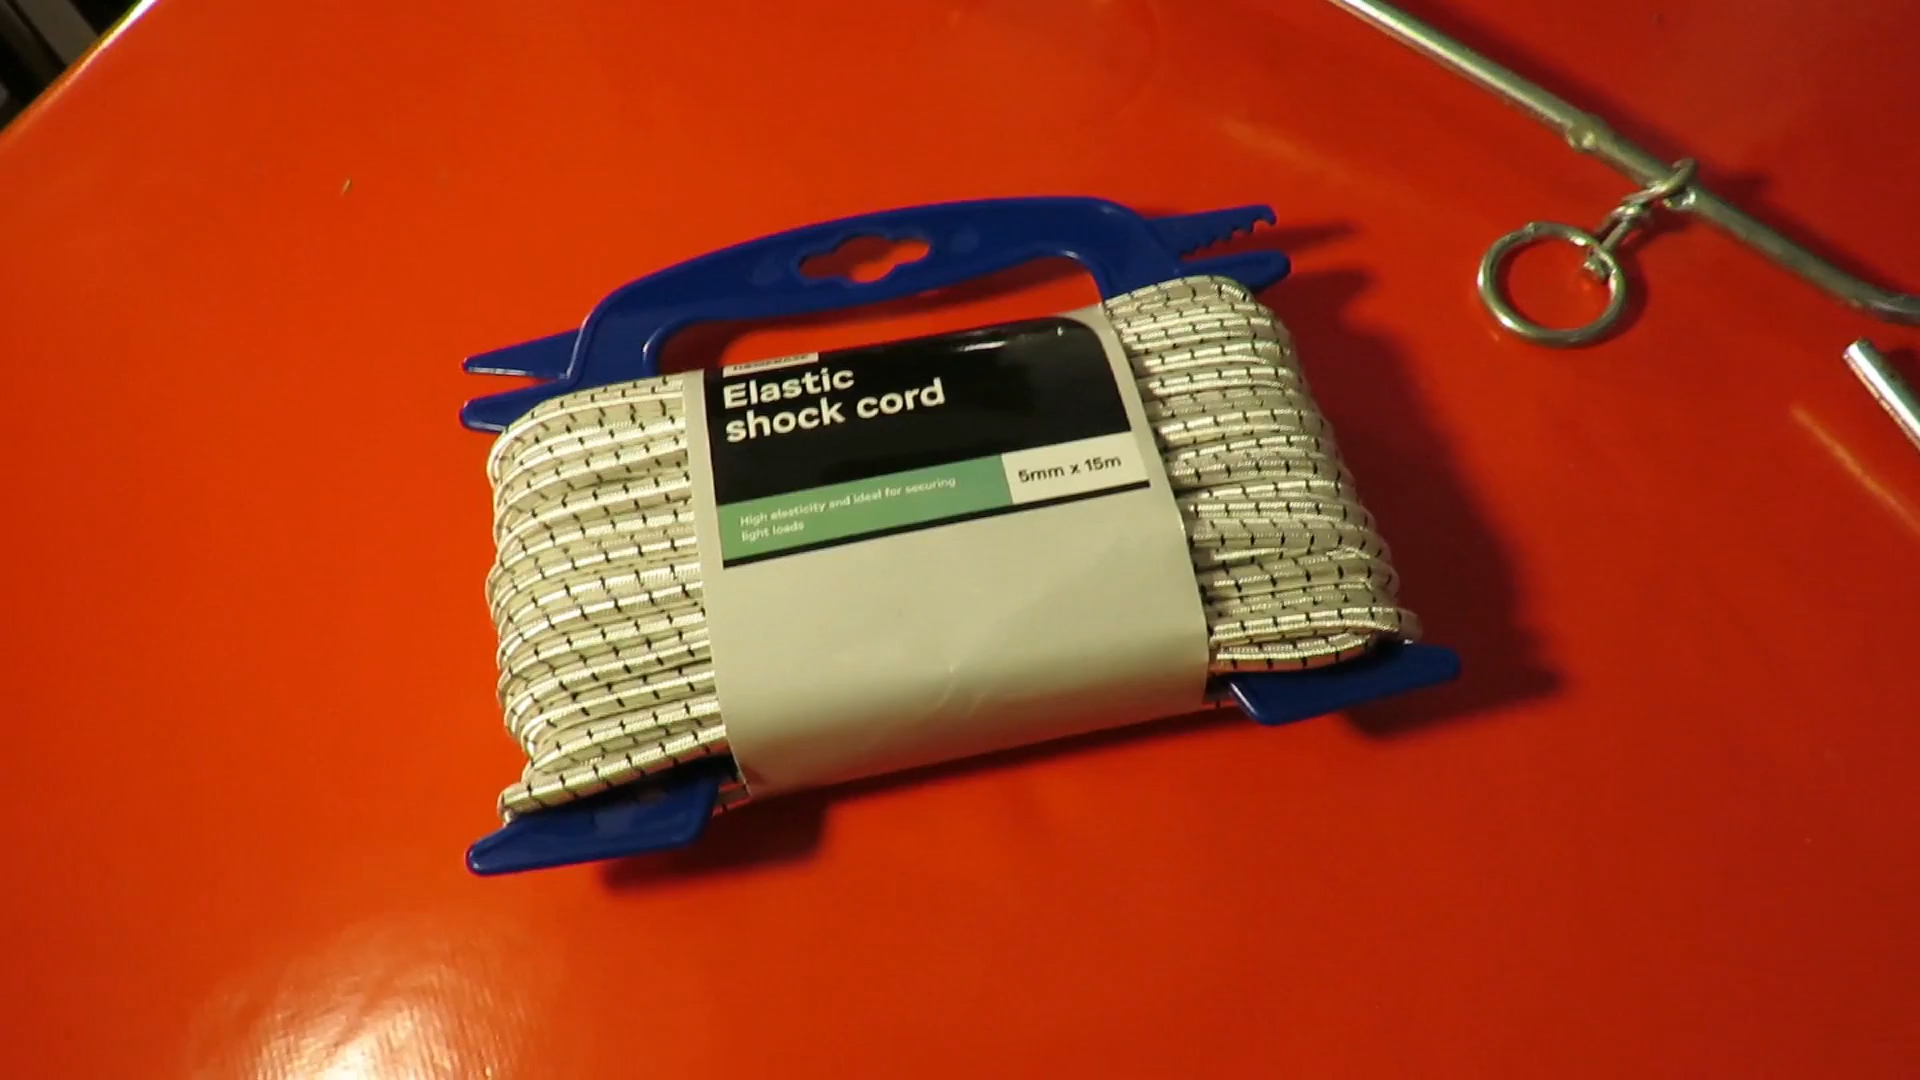 Elastic
shock cord
5mm x 15m
High elasticity and ideal for securing
light loads